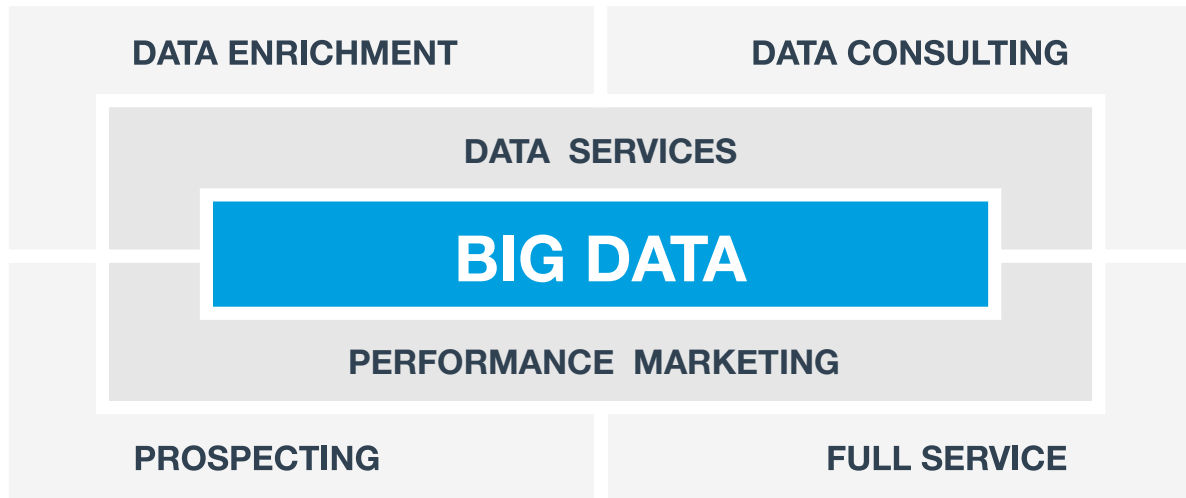 DATA ENRICHMENT
DATA CONSULTING
DATA SERVICES
BIG DATA
PERFORMANCE MARKETING
PROSPECTING
FULL SERVICE